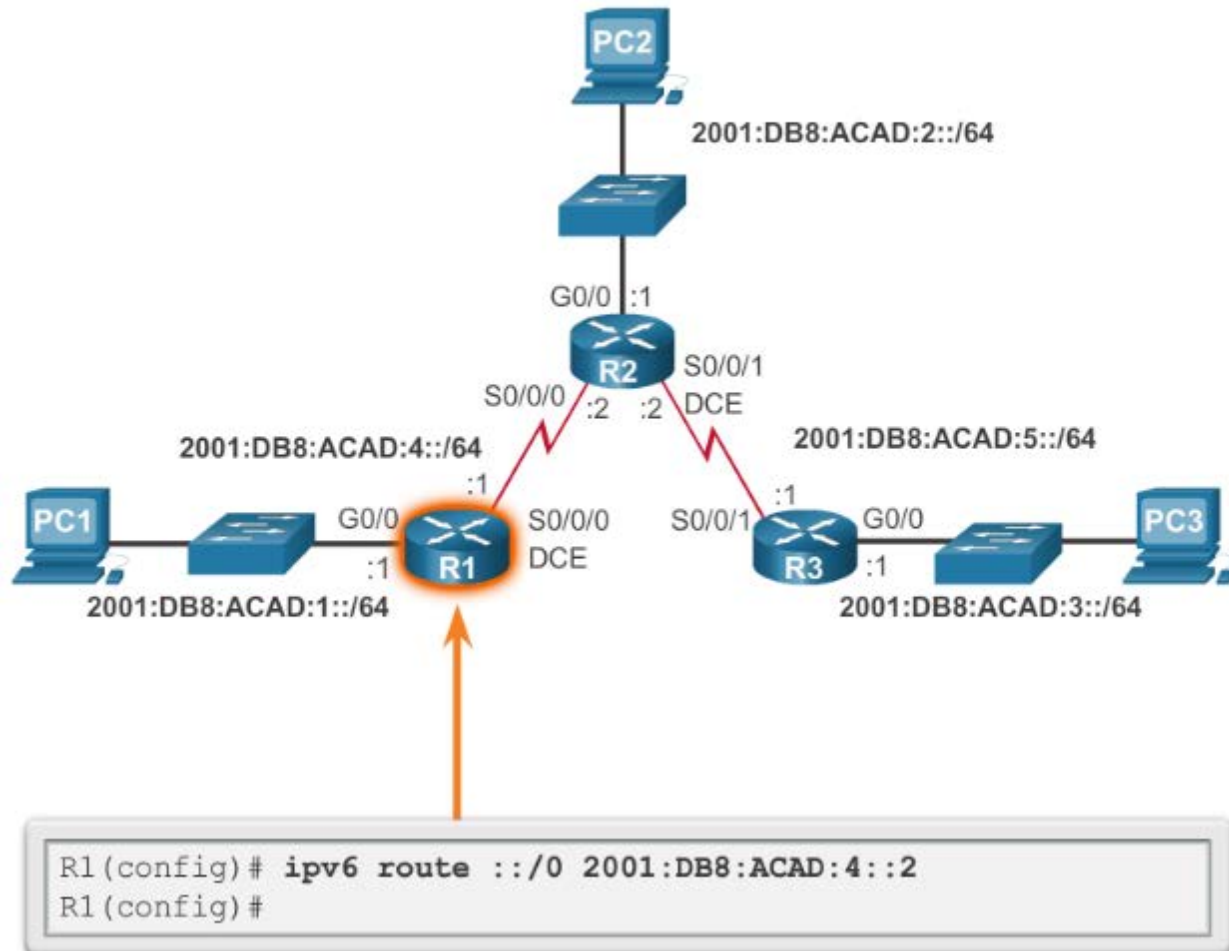 PC2
2001:DB8:ACAD:2::/64
G0/0 :1
R2
S0/0/1
DCE
S0/0/0
:2 :2
2001:DB8:ACAD:4::/64
2001:DB8:ACAD:5::/64
:1
:1
PC1
G0/0
S0/0/0
DCE
R1
:1
S0/0/1
G0/0
PC3
R3
:1
2001:DB8:ACAD:1::/64
2001:DB8:ACAD:3::/64
R1(config)# ipv6 route ::/0 2001:DB8:ACAD:4::2
R1(config)#